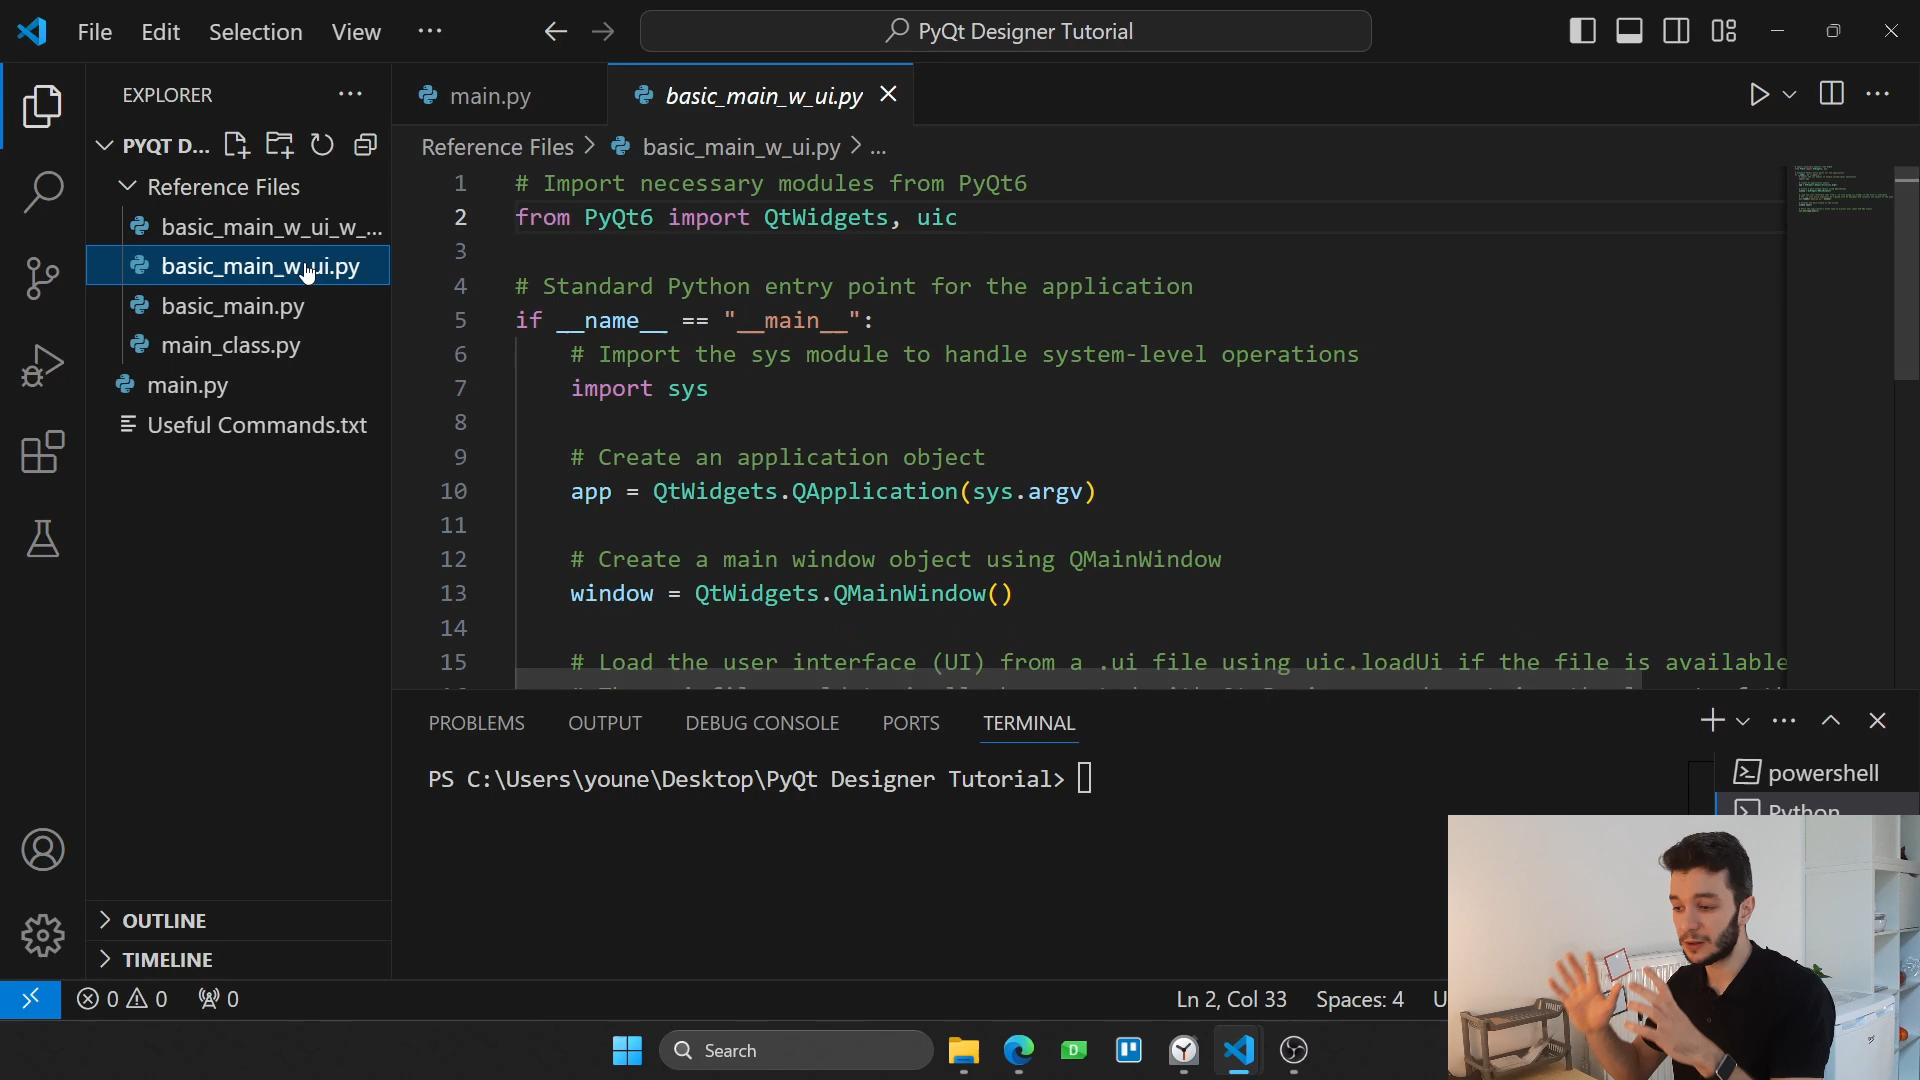 File Edit Selection View
PyQt Designer Tutorial
EXPLORER
PYQT D...
Reference Files
basic_main_w_ui_w_...
basic_main_w_ui.py
basic_main.py
main_class.py
main.py
Useful Commands.txt
OUTLINE
TIMELINE
main.py
basic_main_w_ui.py
Reference Files > basic_main_w_ui.py > ...
1 # Import necessary modules from PyQt6
2 from PyQt6 import QtWidgets, uic
3
4 # Standard Python entry point for the application
5 if __name__ == "__main__":
6 # Import the sys module to handle system-level operations
7 import sys
8
9 # Create an application object
10 app = QtWidgets.QApplication(sys.argv)
11
12 # Create a main window object using QMainWindow
13 window = QtWidgets.QMainWindow()
14
15 # Load the user interface (UI) from a .ui file using uic.loadUi if the file is available
PROBLEMS OUTPUT DEBUG CONSOLE PORTS TERMINAL
PS C:\Users\youne\Desktop\PyQt Designer Tutorial>
powershell
Python
0 0 0
Ln 2, Col 33 Spaces: 4 U
Search